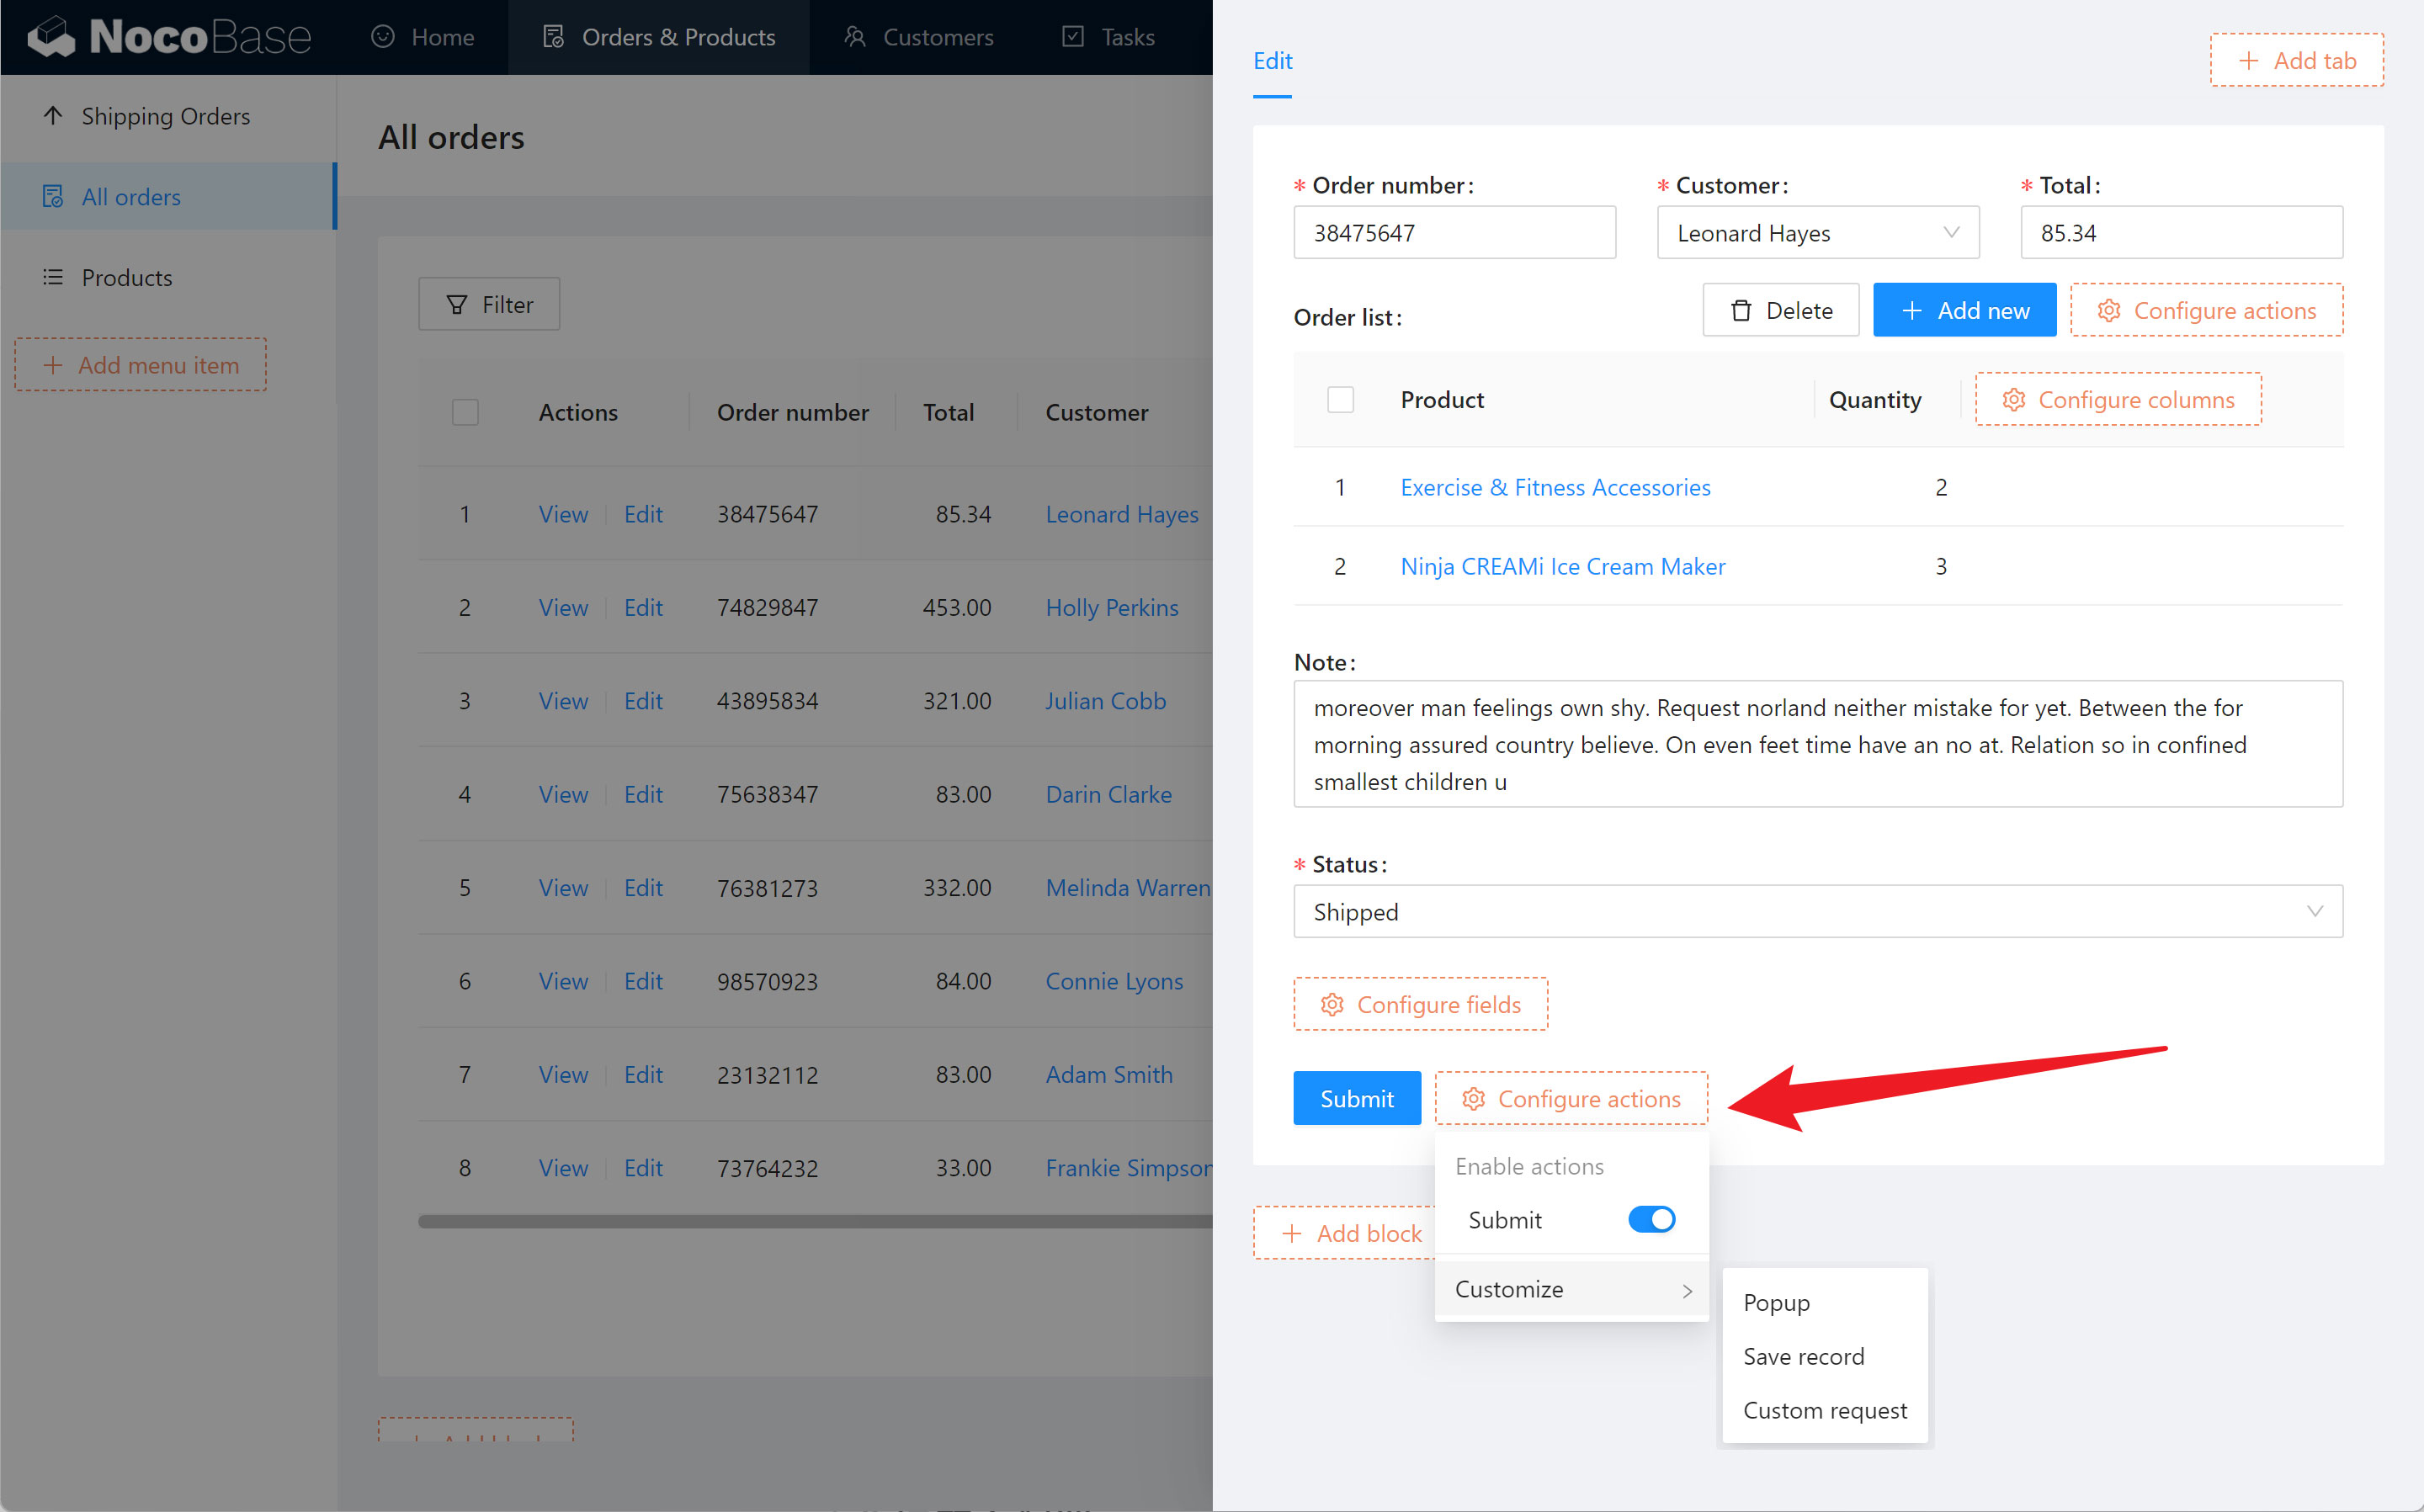 NocoBase
Home
Orders & Products
Customers
Tasks
Shipping Orders
All orders
Products
Add menu item
All orders
Filter
Actions Order number Total Customer
1 View Edit 38475647 85.34 Leonard Hayes
2 View Edit 74829847 453.00 Holly Perkins
3 View Edit 43895834 321.00 Julian Cobb
4 View Edit 75638347 83.00 Darin Clarke
5 View Edit 76381273 332.00 Melinda Warren
6 View Edit 98570923 84.00 Connie Lyons
7 View Edit 23132112 83.00 Adam Smith
8 View Edit 73764232 33.00 Frankie Simpson
Edit
Add tab
* Order number: * Customer: * Total:
38475647 Leonard Hayes 85.34
Order list: Delete Add new Configure actions
Product Quantity Configure columns
1 Exercise & Fitness Accessories 2
2 Ninja CREAMi Ice Cream Maker 3
Note:
moreover man feelings own shy. Request norland neither mistake for yet. Between the for
morning assured country believe. On even feet time have an no at. Relation so in confined
smallest children u
* Status:
Shipped
Configure fields
Submit Configure actions
Enable actions
Submit
Add block
Customize
Popup
Save record
Custom request